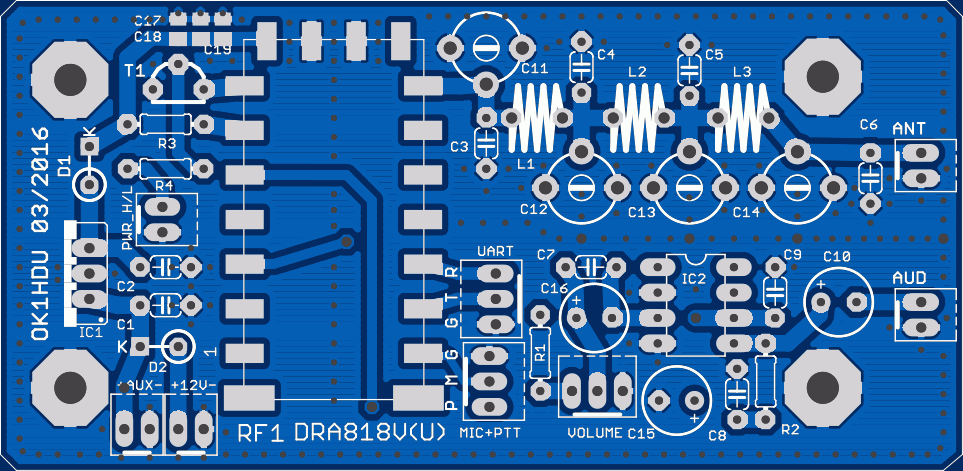 C17
C18
C19
T1
R3
R4
K
D1
PWR_H/L
OK1HDU 03/2016
C2
C1
IC1
K
D2
-AUX-
+12V-
1
RF1 DRA818V(U)
C11
C4
C5
L2
L3
C3
L1
C12
C13
C14
C6
ANT
UART
R
T
G
G
M
P
MIC+PTT
C7
C16
+
R1
VOLUME
C15
+
IC2
C9
C10
+
AUD
C8
R2